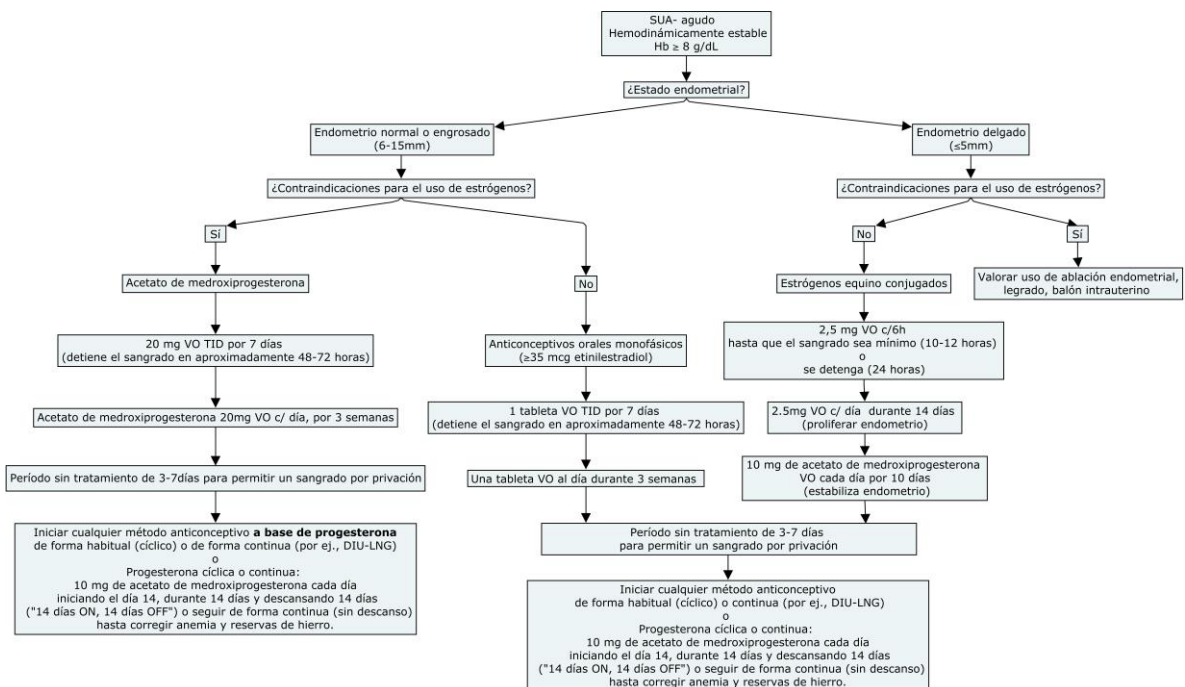 SUA- agudo
Hemodinámicamente estable
Hb ≥ 8 g/dL
¿Estado endometrial?
Endometrio normal o engrosado
(6-15mm)
¿Contraindicaciones para el uso de estrógenos?
Sí
Acetato de medroxiprogesterona
20 mg VO TID por 7 días
(detiene el sangrado en aproximadamente 48-72 horas)
Acetato de medroxiprogesterona 20mg VO c/ día, por 3 semanas
Período sin tratamiento de 3-7días para permitir un sangrado por privación
Iniciar cualquier método anticonceptivo a base de progesterona
de forma habitual (cíclico) o de forma continua (por ej., DIU-LNG)
o
Progesterona cíclica o continua:
10 mg de acetato de medroxiprogesterona cada día
iniciando el día 14, durante 14 días y descansando 14 días
("14 días ON, 14 días OFF") o seguir de forma continua (sin descanso)
hasta corregir anemia y reservas de hierro.
No
Anticonceptivos orales monofásicos
(≥35 mcg etinilestradiol)
1 tableta VO TID por 7 días
(detiene el sangrado en aproximadamente 48-72 horas)
Una tableta VO al día durante 3 semanas
Endometrio delgado
(≤5mm)
¿Contraindicaciones para el uso de estrógenos?
No
Estrógenos equino conjugados
2,5 mg VO c/6h
hasta que el sangrado sea mínimo (10-12 horas)
o
se detenga (24 horas)
2.5mg VO c/ día durante 14 días
(proliferar endometrio)
10 mg de acetato de medroxiprogesterona
VO cada día por 10 días
(estabiliza endometrio)
Sí
Valorar uso de ablación endometrial,
legrado, balón intrauterino
Período sin tratamiento de 3-7 días
para permitir un sangrado por privación
Iniciar cualquier método anticonceptivo
de forma habitual (cíclico) o continua (por ej., DIU-LNG)
o
Progesterona cíclica o continua:
10 mg de acetato de medroxiprogesterona cada día
iniciando el día 14, durante 14 días y descansando 14 días
("14 días ON, 14 días OFF") o seguir de forma continua (sin descanso)
hasta corregir anemia y reservas de hierro.